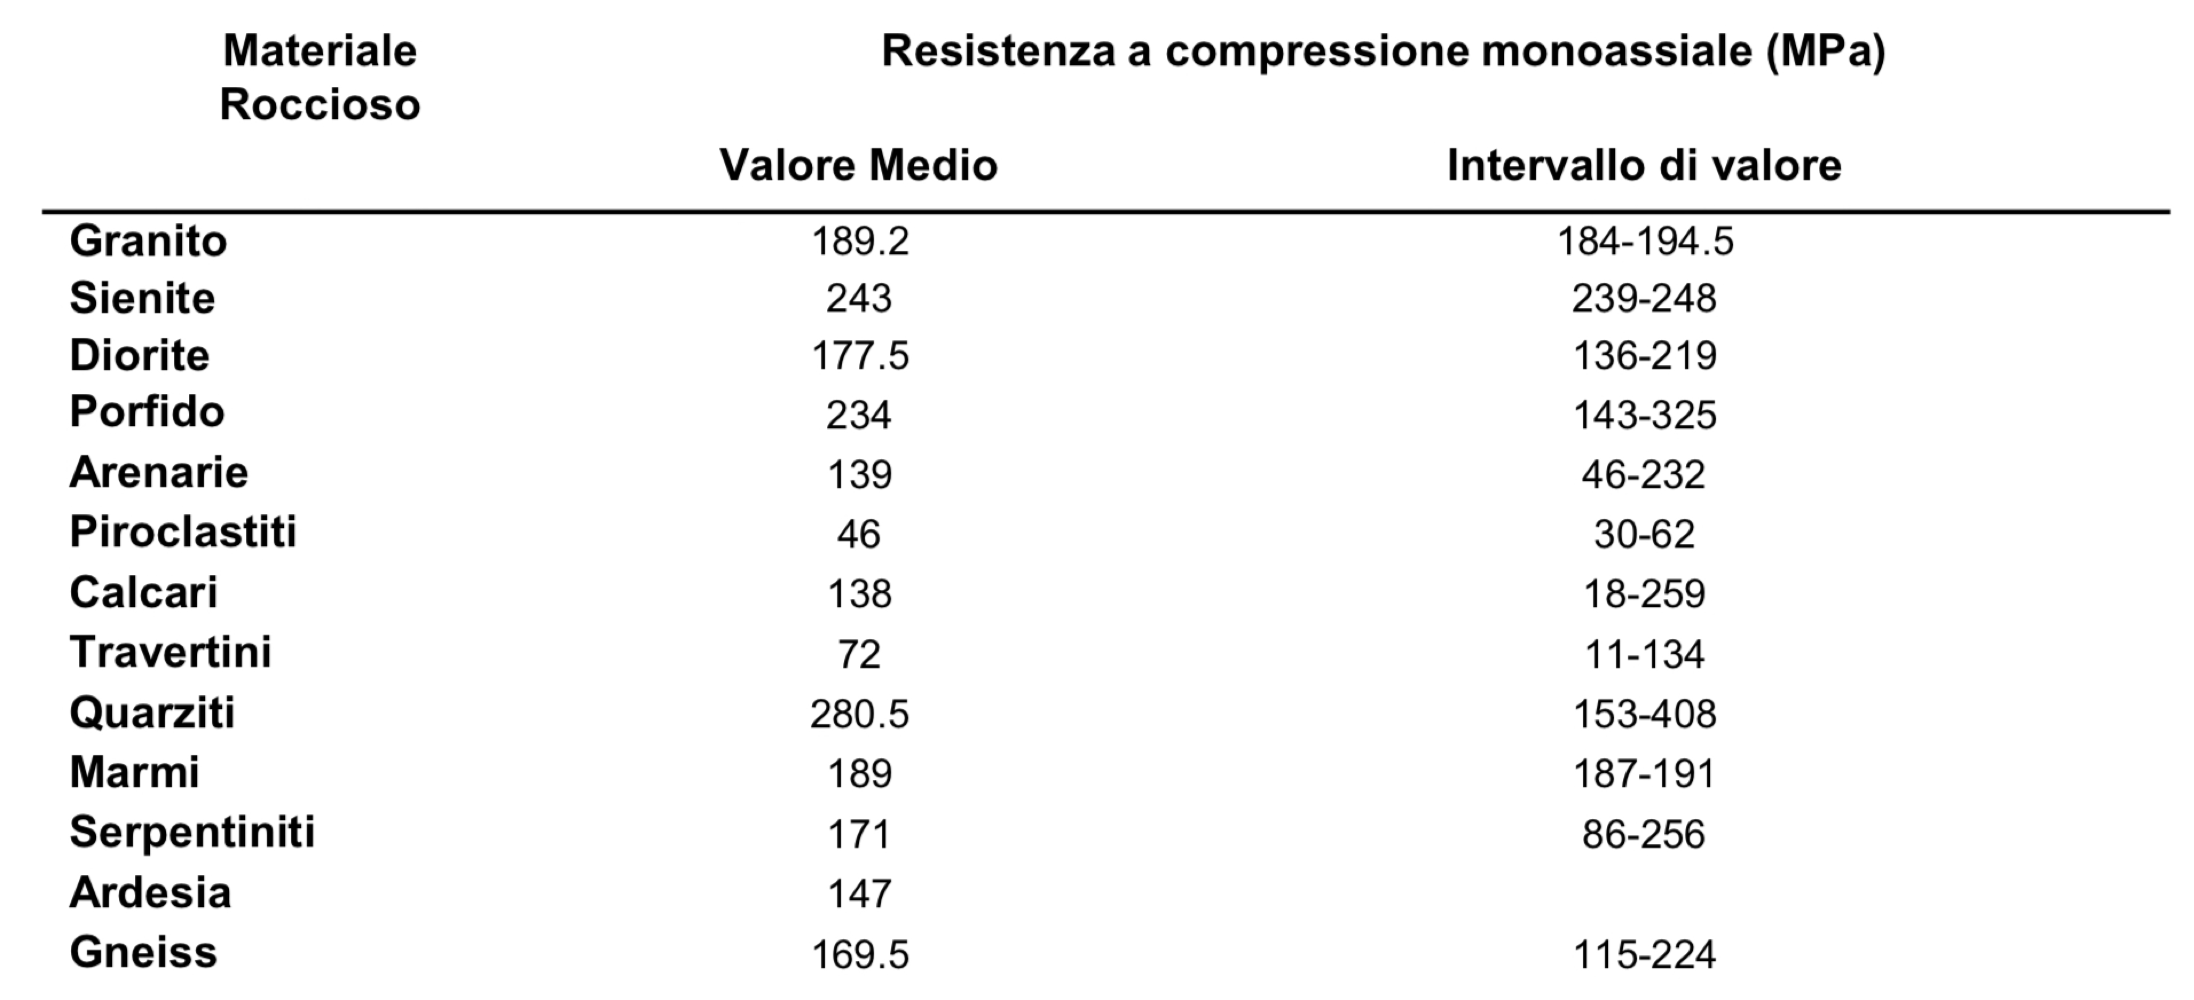 Materiale Resistenza a compressione monoassiale (MPa)
Roccioso
Valore Medio Intervallo di valore
Granito 189.2 184-194.5
Sienite 243 239-248
Diorite 177.5 136-219
Porfido 234 143-325
Arenarie 139 46-232
Piroclastiti 46 30-62
Calcari 138 18-259
Travertini 72 11-134
Quarziti 280.5 153-408
Marmi 189 187-191
Serpentiniti 171 86-256
Ardesia 147
Gneiss 169.5 115-224